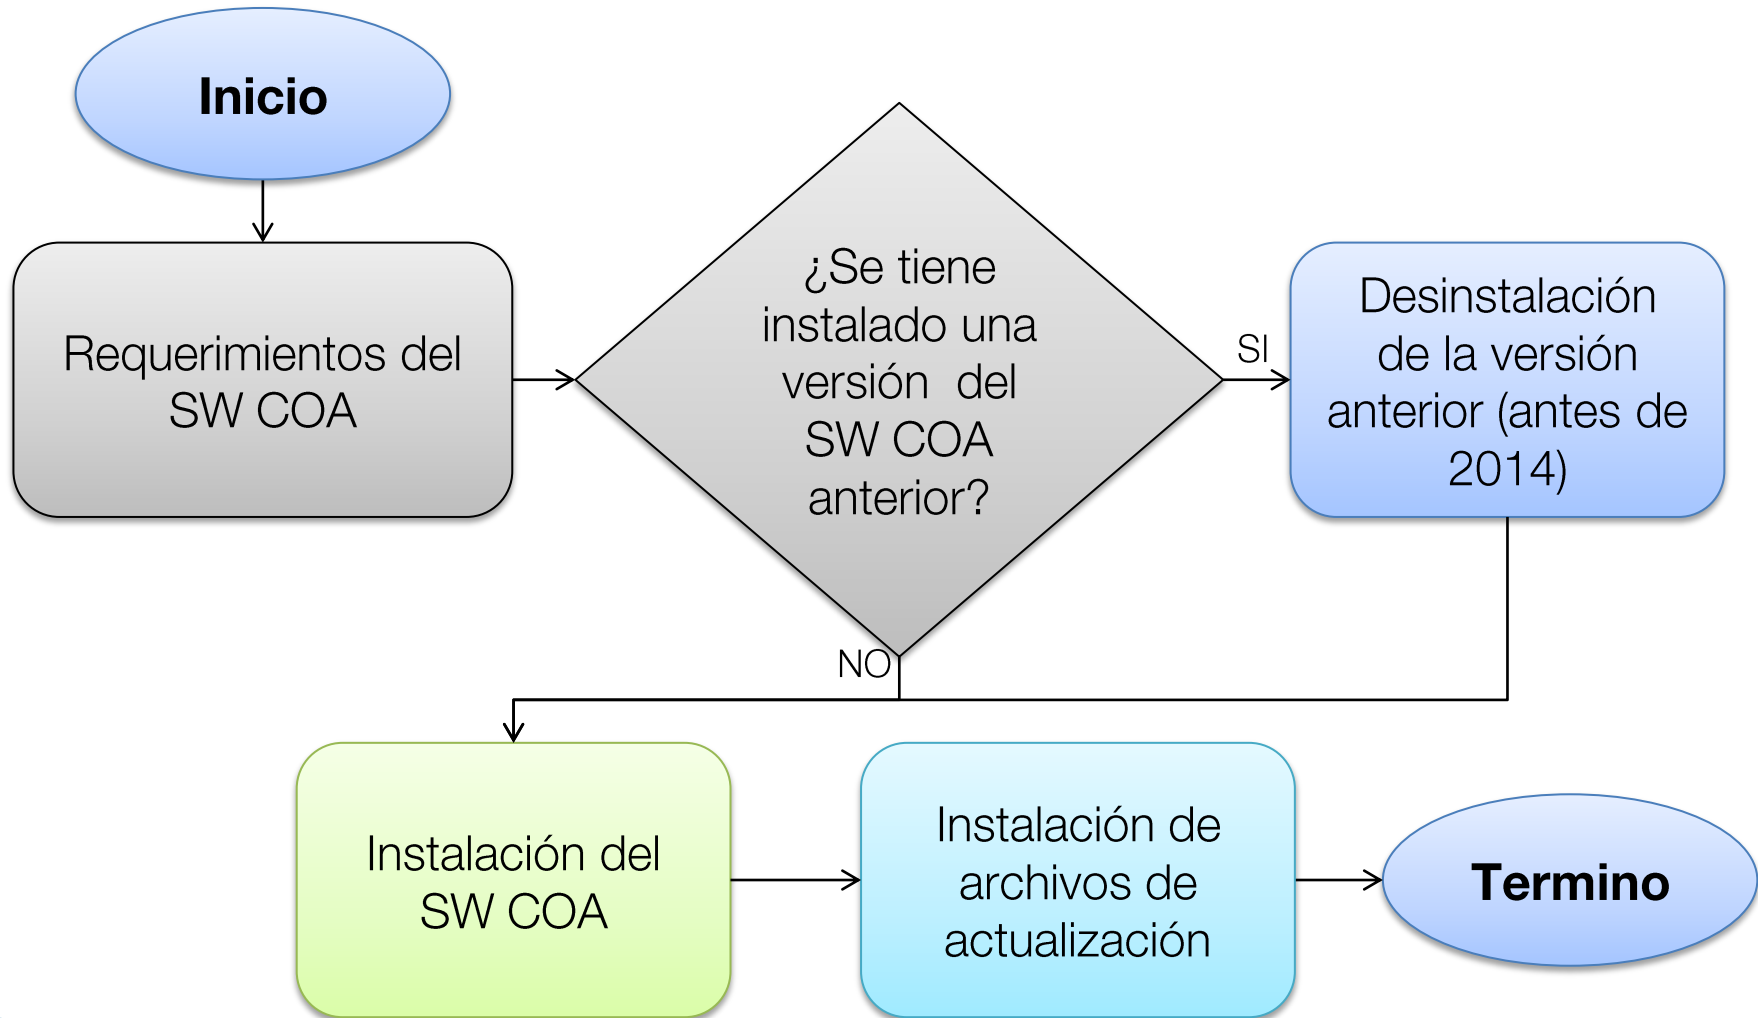 Inicio
Requerimientos del
SW COA
¿Se tiene
instalado una
versión  del
SW COA
anterior?
SI
Desinstalación
de la versión
anterior (antes de
2014)
NO
Instalación del
SW COA
Instalación de
archivos de
actualización
Termino